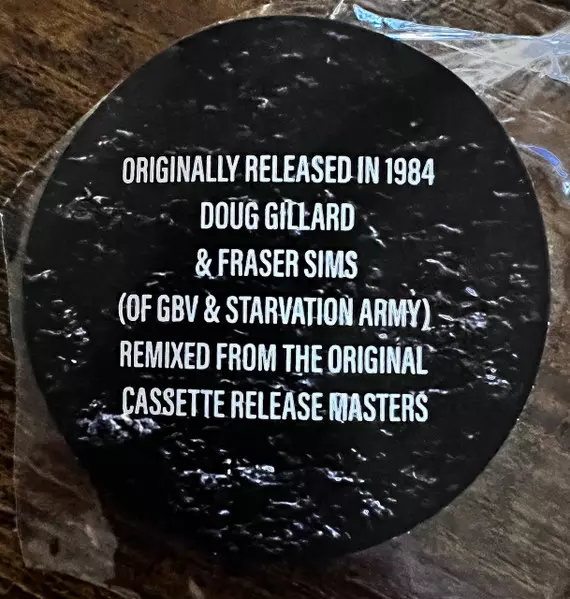 ORIGINALLY RELEASED IN 1984
DOUG GILLARD
& FRASER SIMS
(OF GBV & STARVATION ARMY)
REMIXED FROM THE ORIGINAL
CASSETTE RELEASE MASTERS